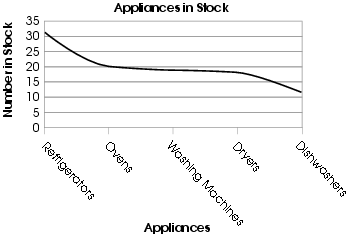 Appliances in Stock
Number in Stock
35
30
25
20
15
10
5
0
Refrigerators
Ovens
Washing Machines
Dryers
Dishwashers
Appliances